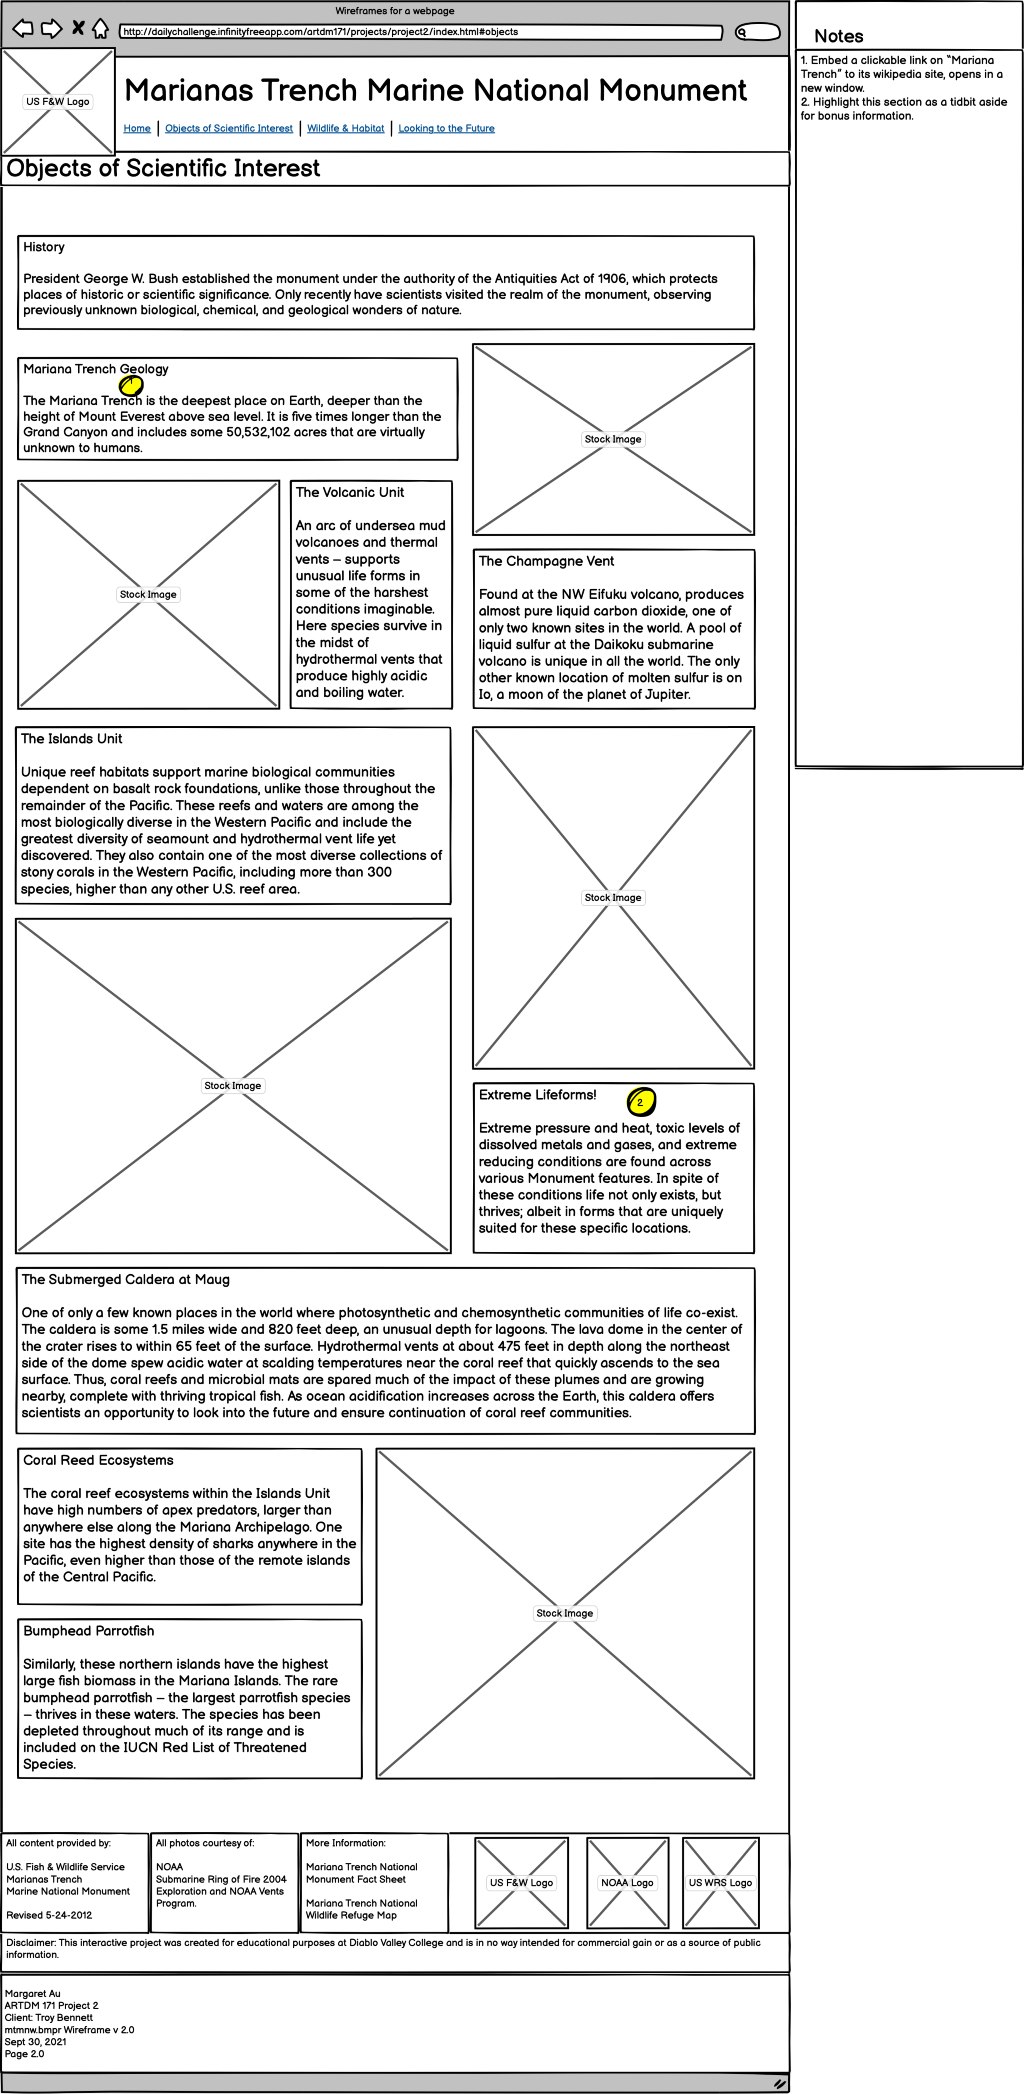 Wireframes for a webpage
http://dailychallenge.infinityfreeapp.com/artdm171/projects/project2/index.html#objects
US F&W Logo
Marianas Trench Marine National Monument
Home | Objects of Scientific Interest | Wildlife & Habitat | Looking to the Future
Objects of Scientific Interest
Notes
1. Embed a clickable link on "Mariana
Trench" to its wikipedia site, opens in a
new window.
2. Highlight this section as a tidbit aside
for bonus information.
History
President George W. Bush established the monument under the authority of the Antiquities Act of 1906, which protects
places of historic or scientific significance. Only recently have scientists visited the realm of the monument, observing
previously unknown biological, chemical, and geological wonders of nature.
Mariana Trench Geology
1
The Mariana Trench is the deepest place on Earth, deeper than the
height of Mount Everest above sea level. It is five times longer than the
Grand Canyon and includes some 50,532,102 acres that are virtually
unknown to humans.
Stock Image
Stock Image
The Volcanic Unit
An arc of undersea mud
volcanoes and thermal
vents – supports
unusual life forms in
some of the harshest
conditions imaginable.
Here species survive in
the midst of
hydrothermal vents that
produce highly acidic
and boiling water.
The Champagne Vent
Found at the NW Eifuku volcano, produces
almost pure liquid carbon dioxide, one of
only two known sites in the world. A pool of
liquid sulfur at the Daikoku submarine
volcano is unique in all the world. The only
other known location of molten sulfur is on
Io, a moon of the planet of Jupiter.
The Islands Unit
Unique reef habitats support marine biological communities
dependent on basalt rock foundations, unlike those throughout the
remainder of the Pacific. These reefs and waters are among the
most biologically diverse in the Western Pacific and include the
greatest diversity of seamount and hydrothermal vent life yet
discovered. They also contain one of the most diverse collections of
stony corals in the Western Pacific, including more than 300
species, higher than any other U.S. reef area.
Stock Image
Stock Image
Extreme Lifeforms!
2
Extreme pressure and heat, toxic levels of
dissolved metals and gases, and extreme
reducing conditions are found across
various Monument features. In spite of
these conditions life not only exists, but
thrives; albeit in forms that are uniquely
suited for these specific locations.
The Submerged Caldera at Maug
One of only a few known places in the world where photosynthetic and chemosynthetic communities of life co-exist.
The caldera is some 1.5 miles wide and 820 feet deep, an unusual depth for lagoons. The lava dome in the center of
the crater rises to within 65 feet of the surface. Hydrothermal vents at about 475 feet in depth along the northeast
side of the dome spew acidic water at scalding temperatures near the coral reef that quickly ascends to the sea
surface. Thus, coral reefs and microbial mats are spared much of the impact of these plumes and are growing
nearby, complete with thriving tropical fish. As ocean acidification increases across the Earth, this caldera offers
scientists an opportunity to look into the future and ensure continuation of coral reef communities.
Coral Reed Ecosystems
The coral reef ecosystems within the Islands Unit
have high numbers of apex predators, larger than
anywhere else along the Mariana Archipelago. One
site has the highest density of sharks anywhere in the
Pacific, even higher than those of the remote islands
of the Central Pacific.
Stock Image
Bumphead Parrotfish
Similarly, these northern islands have the highest
large fish biomass in the Mariana Islands. The rare
bumphead parrotfish – the largest parrotfish species
– thrives in these waters. The species has been
depleted throughout much of its range and is
included on the IUCN Red List of Threatened
Species.
All content provided by:
U.S. Fish & Wildlife Service
Marianas Trench
Marine National Monument
Revised 5-24-2012
All photos courtesy of:
NOAA
Submarine Ring of Fire 2004
Exploration and NOAA Vents
Program.
More Information:
Mariana Trench National
Monument Fact Sheet
Mariana Trench National
Wildlife Refuge Map
US F&W Logo
NOAA Logo
US WRS Logo
Disclaimer: This interactive project was created for educational purposes at Diablo Valley College and is in no way intended for commercial gain or as a source of public
information.
Margaret Au
ARTDM 171 Project 2
Client: Troy Bennett
mtmnw.bmpr Wireframe v 2.0
Sept 30, 2021
Page 2.0